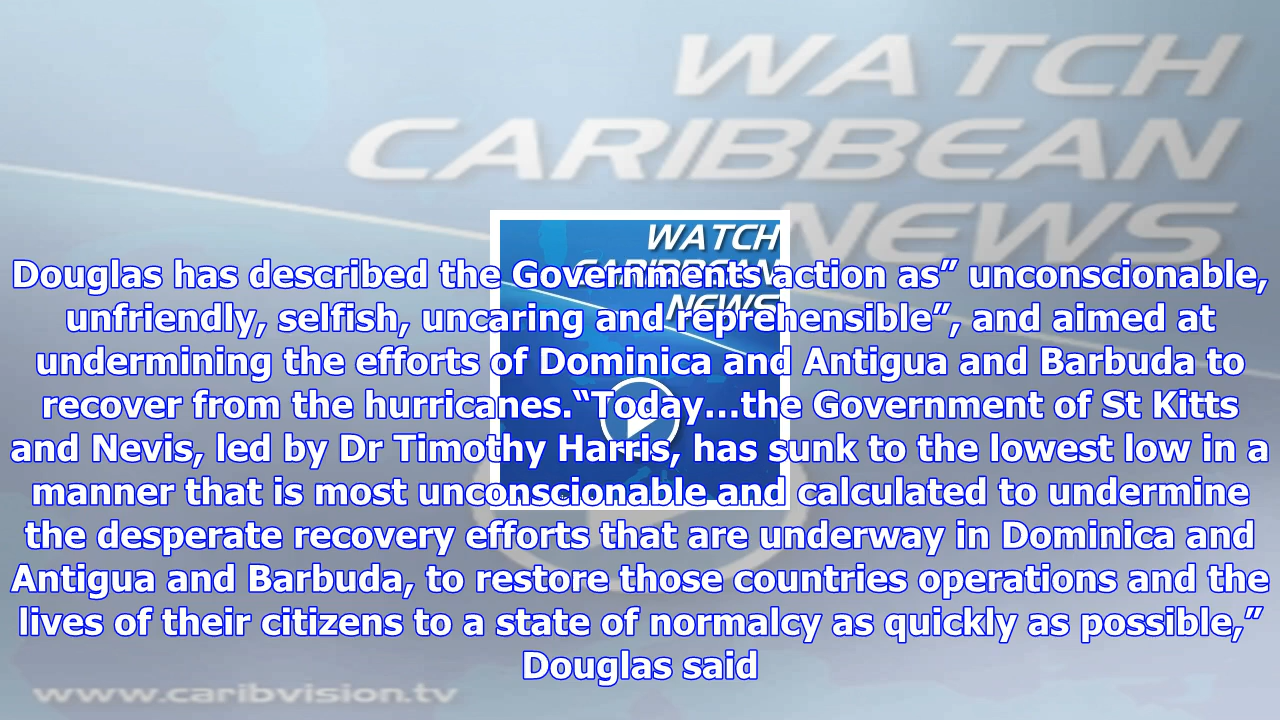 WATCH
CARIBBEAN
NEWS
WATCH
CARIBBEAN
NEWS
Douglas has described the Governments action as” unconscionable,
unfriendly, selfish, uncaring and reprehensible”, and aimed at
undermining the efforts of Dominica and Antigua and Barbuda to
recover from the hurricanes.“Today...the Government of St Kitts
and Nevis, led by Dr Timothy Harris, has sunk to the lowest low in a
manner that is most unconscionable and calculated to undermine
the desperate recovery efforts that are underway in Dominica and
Antigua and Barbuda, to restore those countries operations and the
lives of their citizens to a state of normalcy as quickly as possible,”
Douglas said
www.caribvision.tv